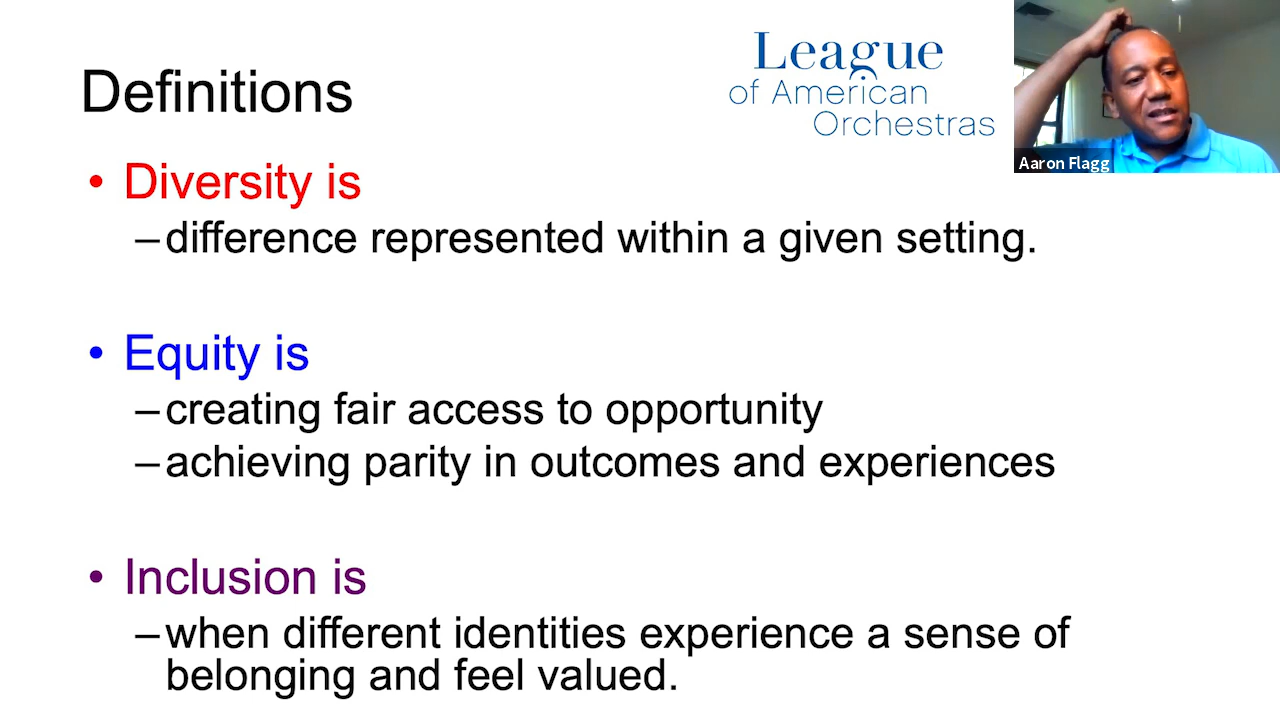 Definitions
League
of American
Orchestras
Aaron Flagg
• Diversity is
–difference represented within a given setting.
• Equity is
–creating fair access to opportunity
–achieving parity in outcomes and experiences
• Inclusion is
–when different identities experience a sense of
belonging and feel valued.